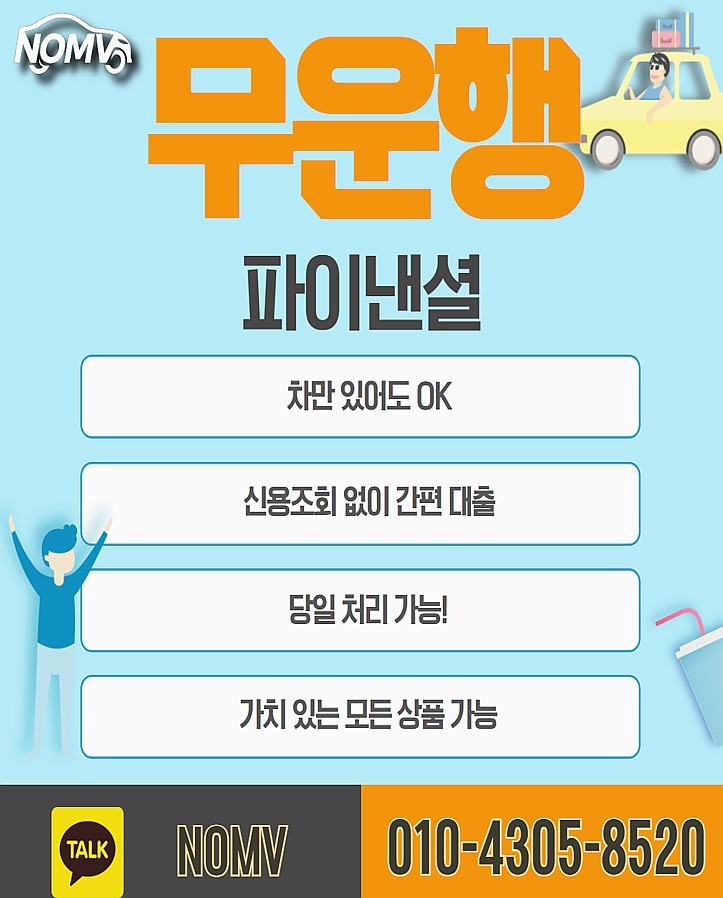 NOMV
무운행
파이낸셜
차만 있어도 OK
신용조회 없이 간편 대출
당일 처리 가능!
가치 있는 모든 상품 가능
TALK
NOMV
010-4305-8520